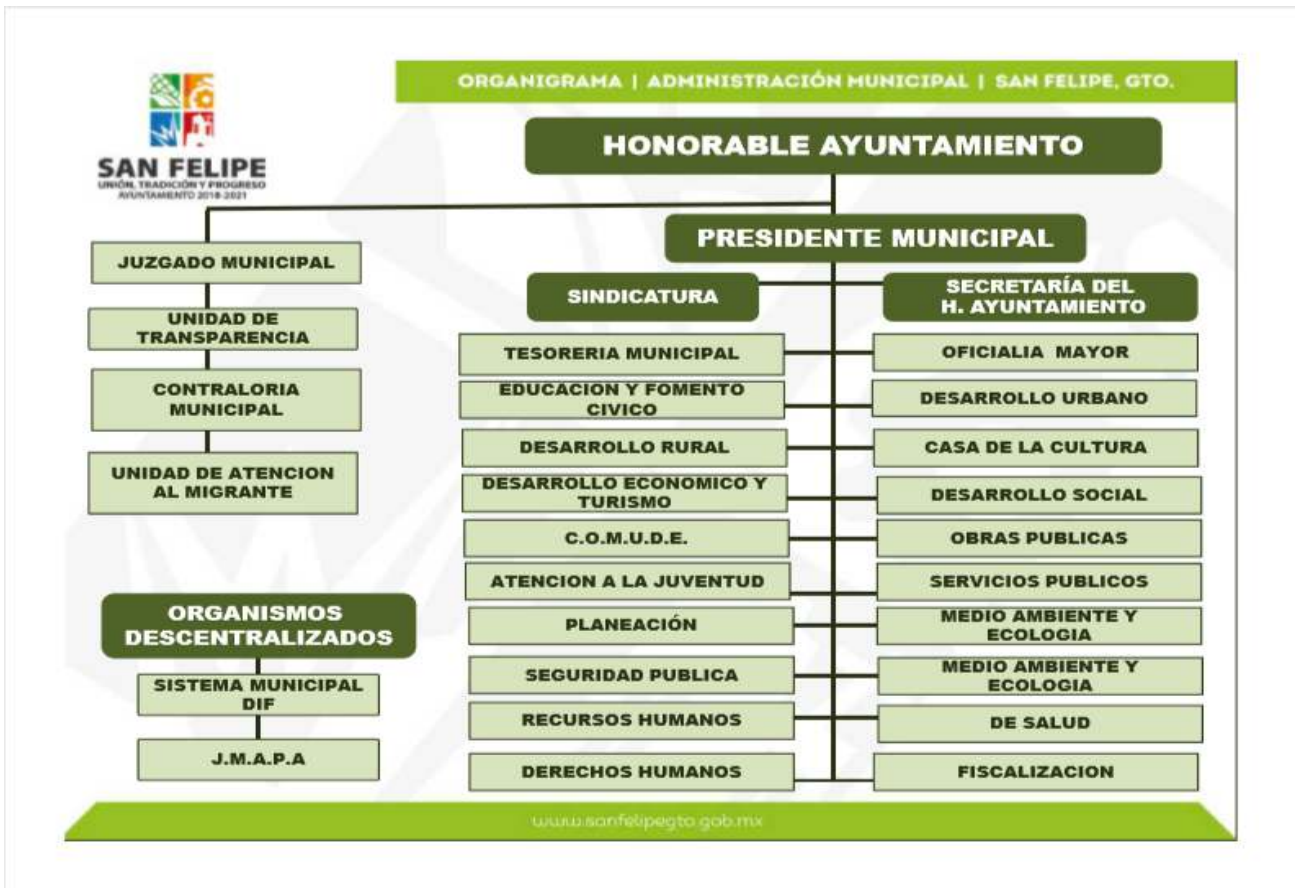 ORGANIGRAMA | ADMINISTRACIÓN MUNICIPAL | SAN FELIPE, GTO.
SAN FELIPE
UNIÓN, TRADICIÓN Y PROGRESO
AYUNTAMIENTO 2018-2021
HONORABLE AYUNTAMIENTO
PRESIDENTE MUNICIPAL
JUZGADO MUNICIPAL
UNIDAD DE
TRANSPARENCIA
CONTRALORIA
MUNICIPAL
UNIDAD DE ATENCION
AL MIGRANTE
ORGANISMOS
DESCENTRALIZADOS
SISTEMA MUNICIPAL
DIF
J.M.A.P.A
SINDICATURA
SECRETARÍA DEL
H. AYUNTAMIENTO
TESORERIA MUNICIPAL
OFICIALIA MAYOR
EDUCACION Y FOMENTO
CIVICO
DESARROLLO URBANO
DESARROLLO RURAL
CASA DE LA CULTURA
DESARROLLO ECONOMICO Y
TURISMO
DESARROLLO SOCIAL
C.O.M.U.D.E.
OBRAS PUBLICAS
ATENCION A LA JUVENTUD
SERVICIOS PUBLICOS
PLANEACIÓN
MEDIO AMBIENTE Y
ECOLOGIA
SEGURIDAD PUBLICA
MEDIO AMBIENTE Y
ECOLOGIA
RECURSOS HUMANOS
DE SALUD
DERECHOS HUMANOS
FISCALIZACION
www.sanfelipegto.gob.mx